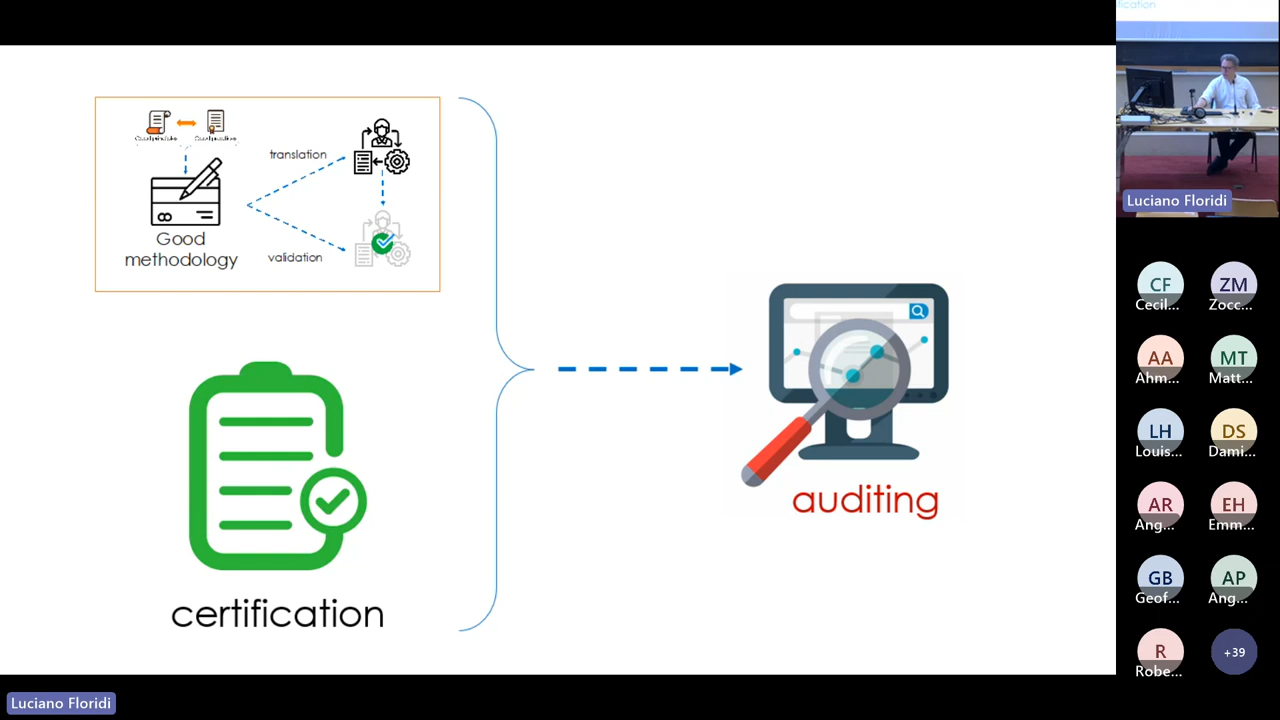 fication
translation
Good
methodology
validation
certification
auditing
Luciano Floridi
CF
Cecil...
ZM
Zocc...
AA
Ahm...
MT
Matt...
LH
Louis...
DS
Dami...
AR
Ang...
EH
Emm...
GB
Geof...
AP
Ang...
R
Robe...
+39
Luciano Floridi